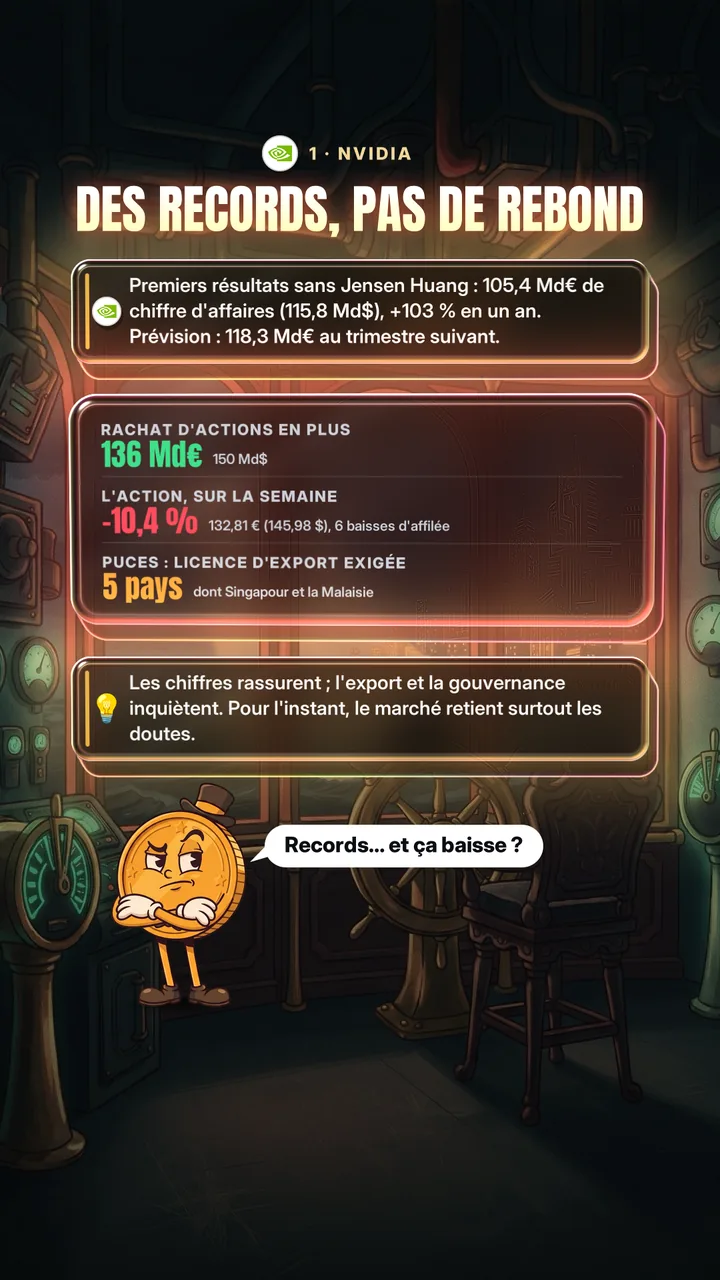 1 · NVIDIA
DES RECORDS, PAS DE REBOND
Premiers résultats sans Jensen Huang : 105,4 Md€ de
chiffre d'affaires (115,8 Md$), +103 % en un an.
Prévision : 118,3 Md€ au trimestre suivant.
RACHAT D'ACTIONS EN PLUS
136 Md€ 150 Md$
L'ACTION, SUR LA SEMAINE
-10,4 % 132,81 € (145,98 $), 6 baisses d'affilée
PUCES : LICENCE D'EXPORT EXIGÉE
5 pays dont Singapour et la Malaisie
Les chiffres rassurent ; l'export et la gouvernance
inquiètent. Pour l'instant, le marché retient surtout les
doutes.
Records... et ça baisse ?